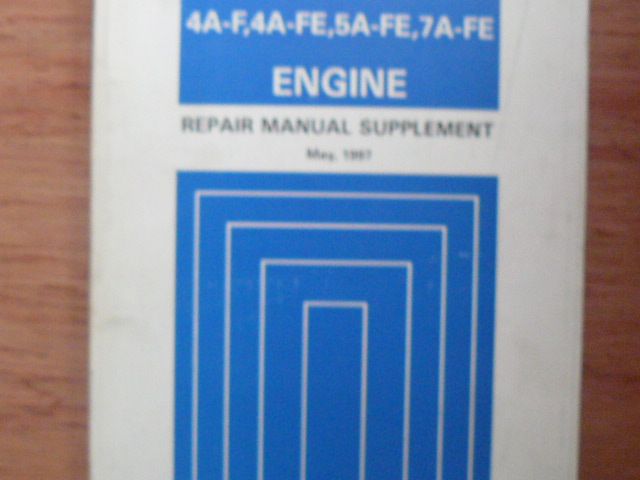 4A-F,4A-FE,5A-FE,7A-FE
ENGINE
REPAIR MANUAL SUPPLEMENT
May, 1997